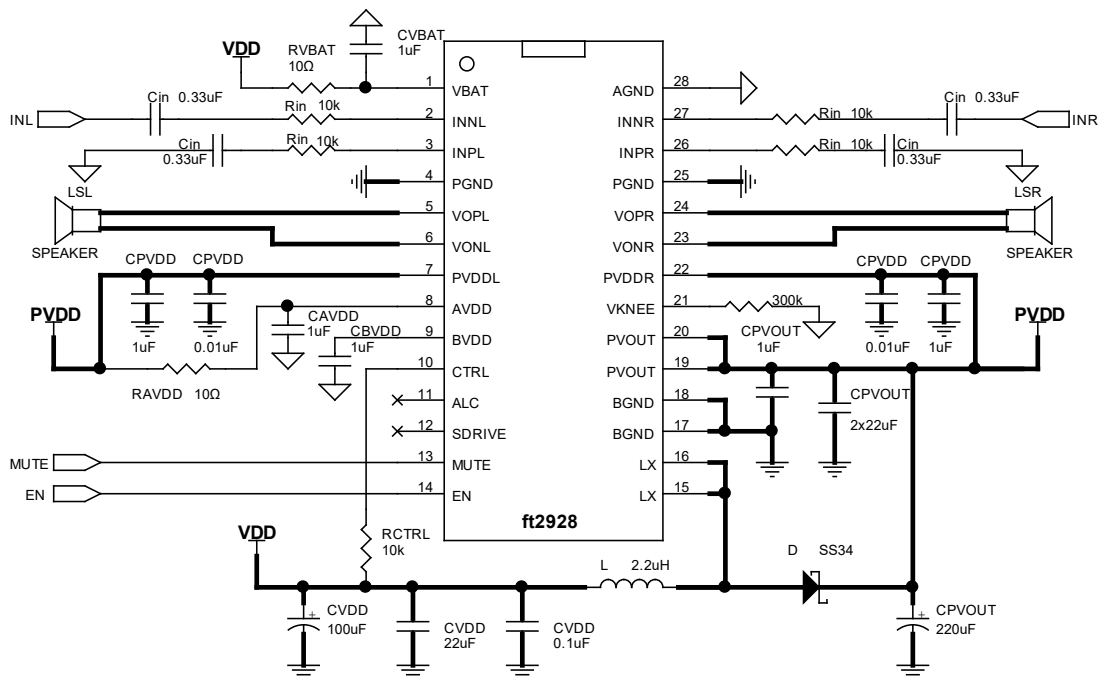 CVBAT
1uF
VDD
RVBAT
10Ω
1 VBAT
AGND 28
INL
Cin 0.33uF
Rin 10k
2 INNL
INNR 27
Rin 10k
Cin 0.33uF
INR
Cin
0.33uF
Rin 10k
3 INPL
INPR 26
Rin 10k
Cin
0.33uF
4 PGND
PGND 25
LSL
LSR
5 VOPL
VOPR 24
6 VONL
VONR 23
SPEAKER
SPEAKER
CPVDD
CPVDD
7 PVDDL
PVDDR 22
CPVDD
CPVDD
8 AVDD
VKNEE 21
300k
PVDD
1uF
0.01uF
CAVDD
1uF
CBVDD
1uF
9 BVDD
PVOUT 20
CPVOUT
1uF
0.01uF
1uF
PVDD
RAVDD 10Ω
10 CTRL
PVOUT 19
11 ALC
BGND 18
CPVOUT
2x22uF
12 SDRIVE
BGND 17
MUTE
13 MUTE
LX 16
EN
14 EN
LX 15
ft2928
VDD
RCTRL
10k
L 2.2uH
D SS34
+
CVDD
100uF
CVDD
22uF
CVDD
0.1uF
+
CPVOUT
220uF